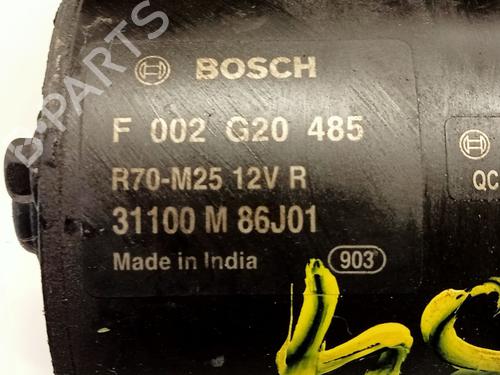 B-PARTS
BOSCH
F 002 G20 485
R70-M25 12V R
31100 M 86J01
Made in India 903
QC